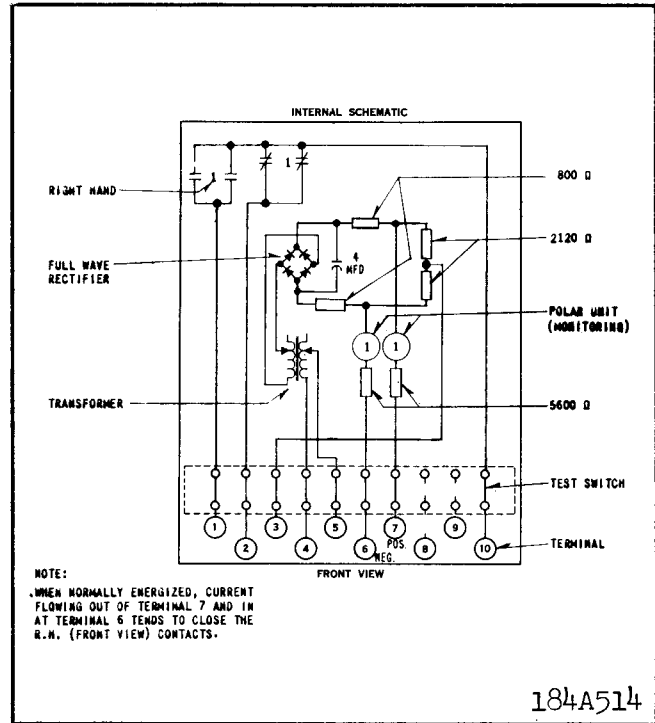 INTERNAL SCHEMATIC
1
1
RIGHT HAND
800 Ω
2120 Ω
FULL WAVE
RECTIFIER
4
MFD
POLAR UNIT
(MONITORING)
1
1
TRANSFORMER
5600 Ω
TEST SWITCH
1
2
3
4
5
6
7
8
9
10
POS.
NEG.
TERMINAL
FRONT VIEW
NOTE:
.WHEN NORMALLY ENERGIZED, CURRENT
FLOWING OUT OF TERMINAL 7 AND IN
AT TERMINAL 6 TENDS TO CLOSE THE
R.H. (FRONT VIEW) CONTACTS.
184A514